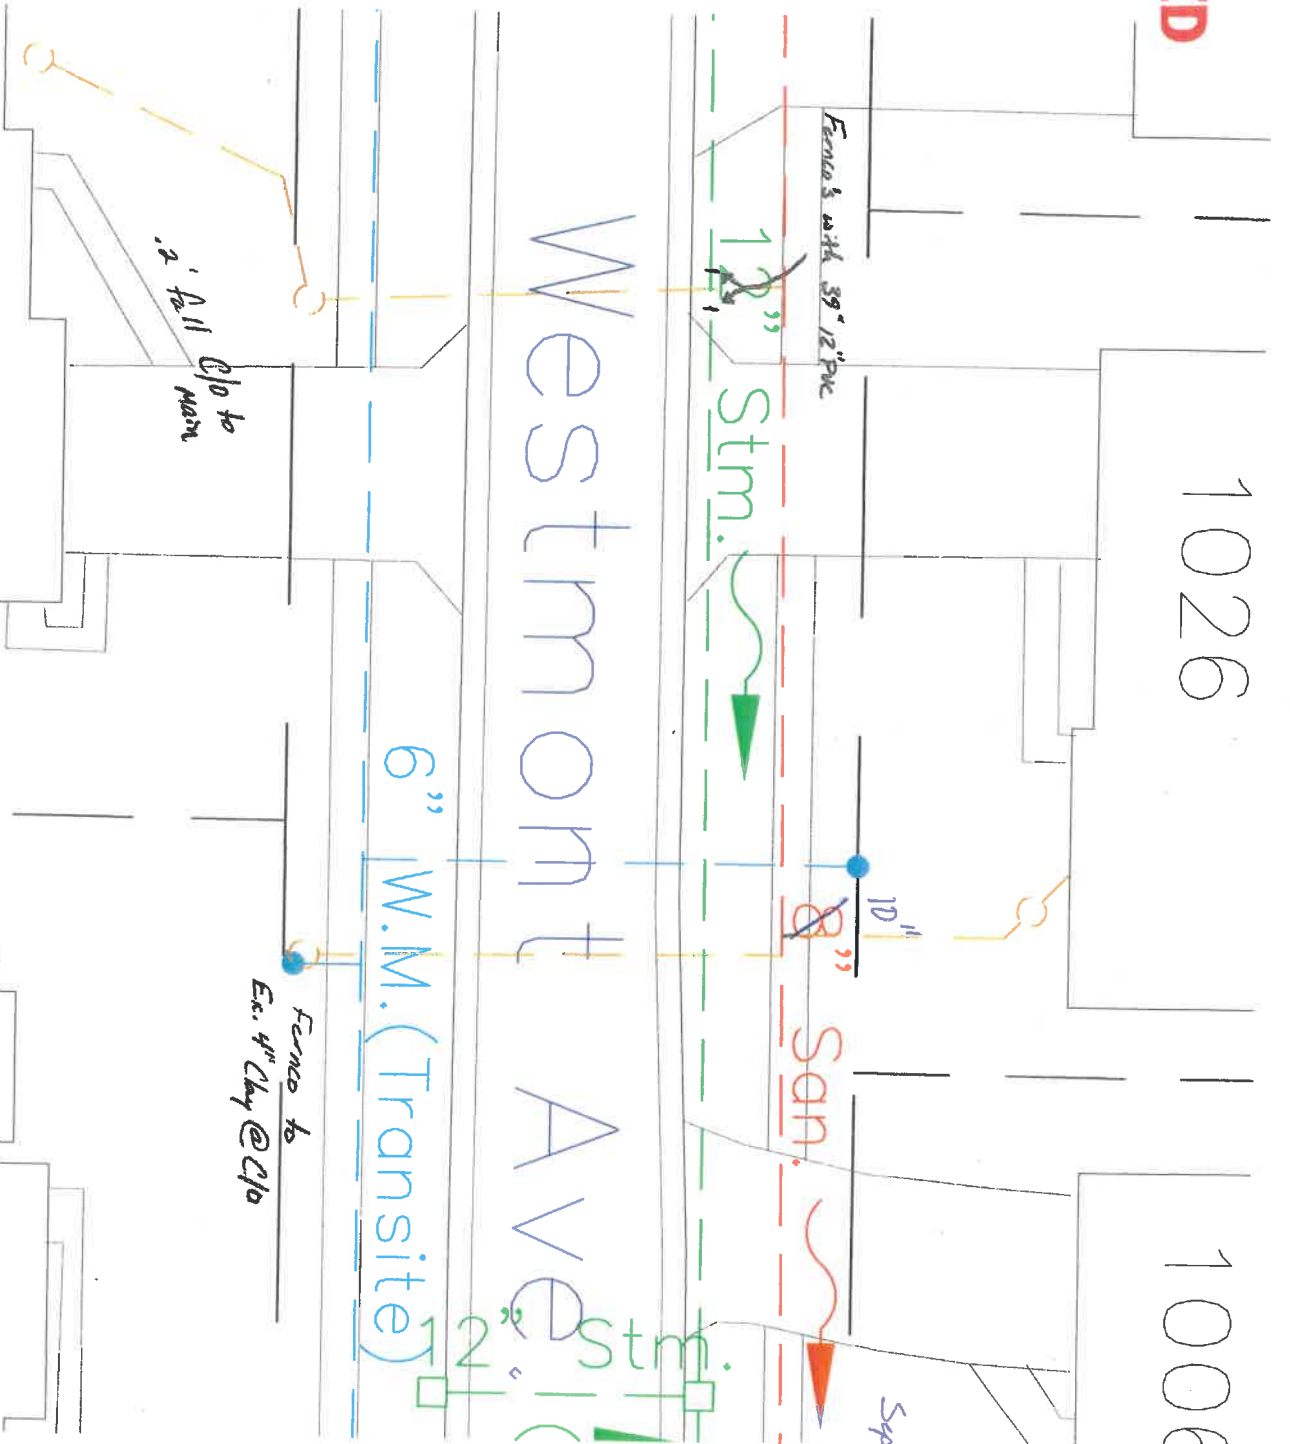 Fernco's with 39" 12" PVC
1026
12" Stm.
Westmont Ave.
.2' fall C/O to
main
6" W.M. (Transite)
10"
8" San.
Fernco to
Ex. 4" Clay @ C/O
12" Stm.